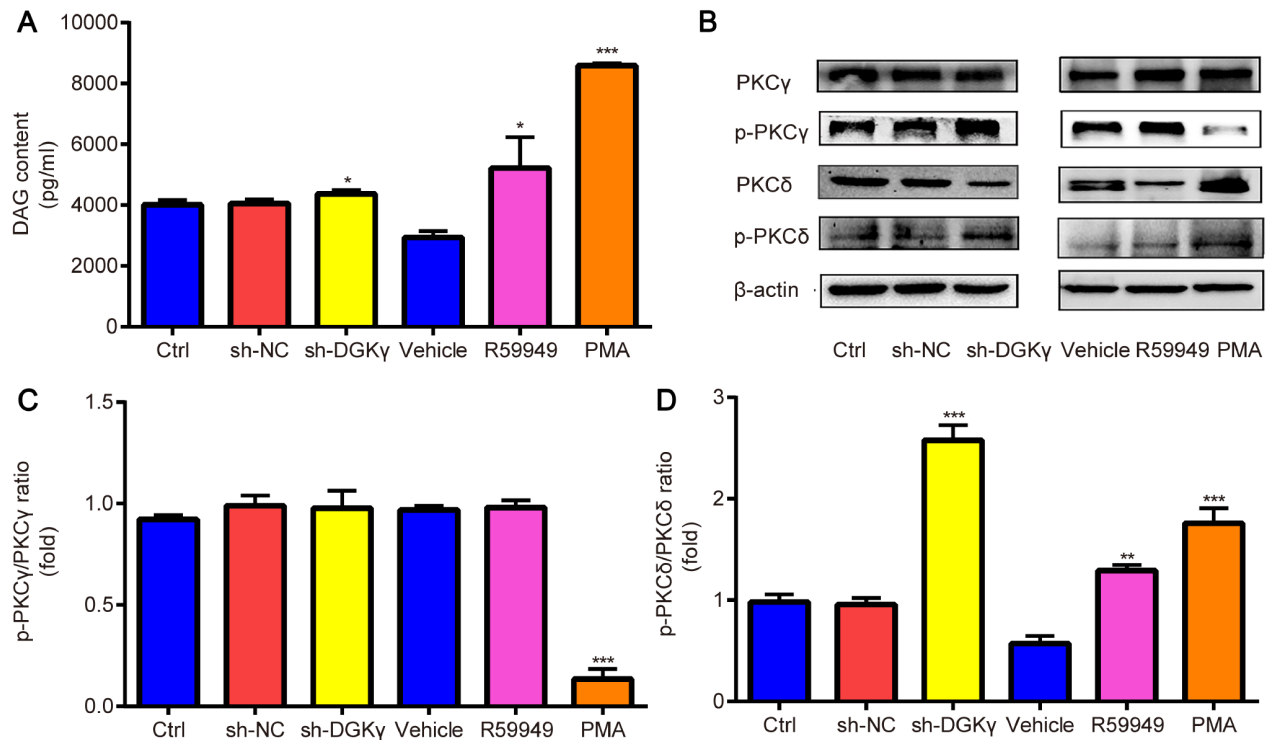 A
DAG content
(pg/ml)
10000
8000
6000
4000
2000
0
*
*
***
Ctrl
sh-NC
sh-DGKγ
Vehicle
R59949
PMA
B
PKCγ
p-PKCγ
PKCδ
p-PKCδ
β-actin
Ctrl
sh-NC
sh-DGKγ
Vehicle
R59949
PMA
C
p-PKCγ/PKCγ ratio
(fold)
1.5
1.0
0.5
0.0
***
Ctrl
sh-NC
sh-DGKγ
Vehicle
R59949
PMA
D
p-PKCδ/PKCδ ratio
(fold)
3
2
1
0
***
**
***
Ctrl
sh-NC
sh-DGKγ
Vehicle
R59949
PMA